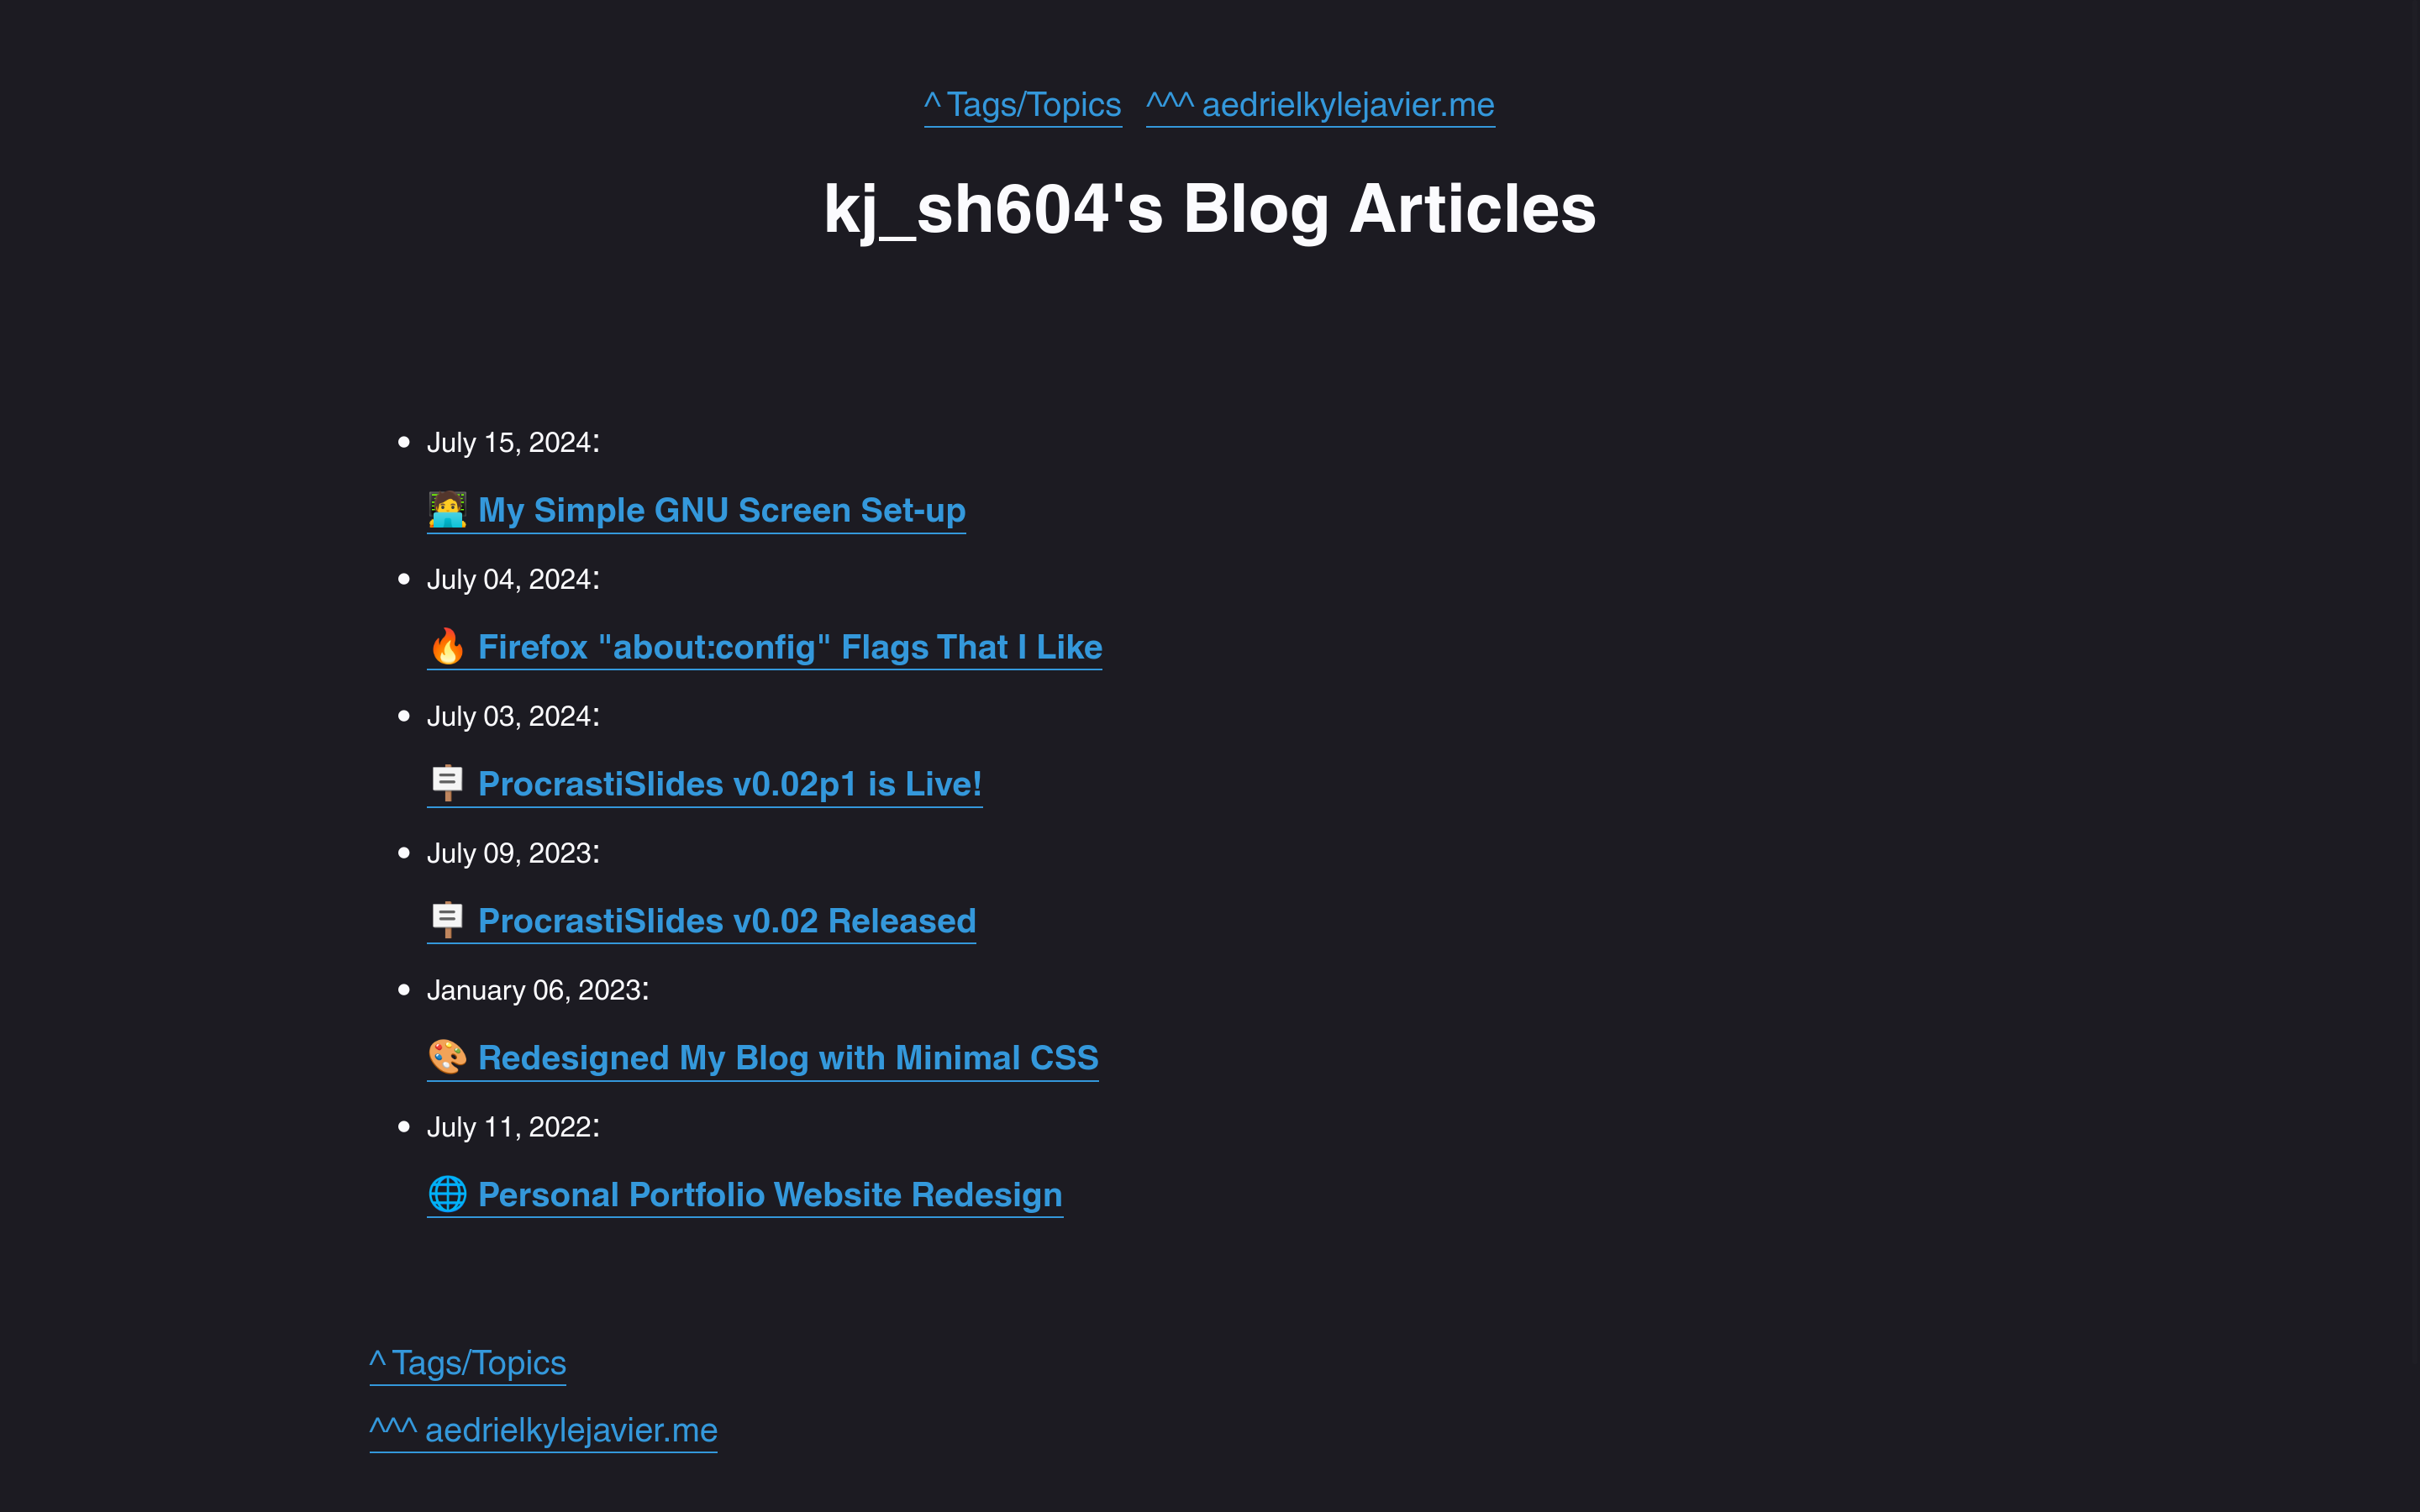 ^ Tags/Topics ^^^ aedrielkylejavier.me
kj_sh604's Blog Articles
July 15, 2024:
My Simple GNU Screen Set-up
July 04, 2024:
Firefox "about:config" Flags That I Like
July 03, 2024:
ProcrastiSlides v0.02p1 is Live!
July 09, 2023:
ProcrastiSlides v0.02 Released
January 06, 2023:
Redesigned My Blog with Minimal CSS
July 11, 2022:
Personal Portfolio Website Redesign
^ Tags/Topics
^^^ aedrielkylejavier.me